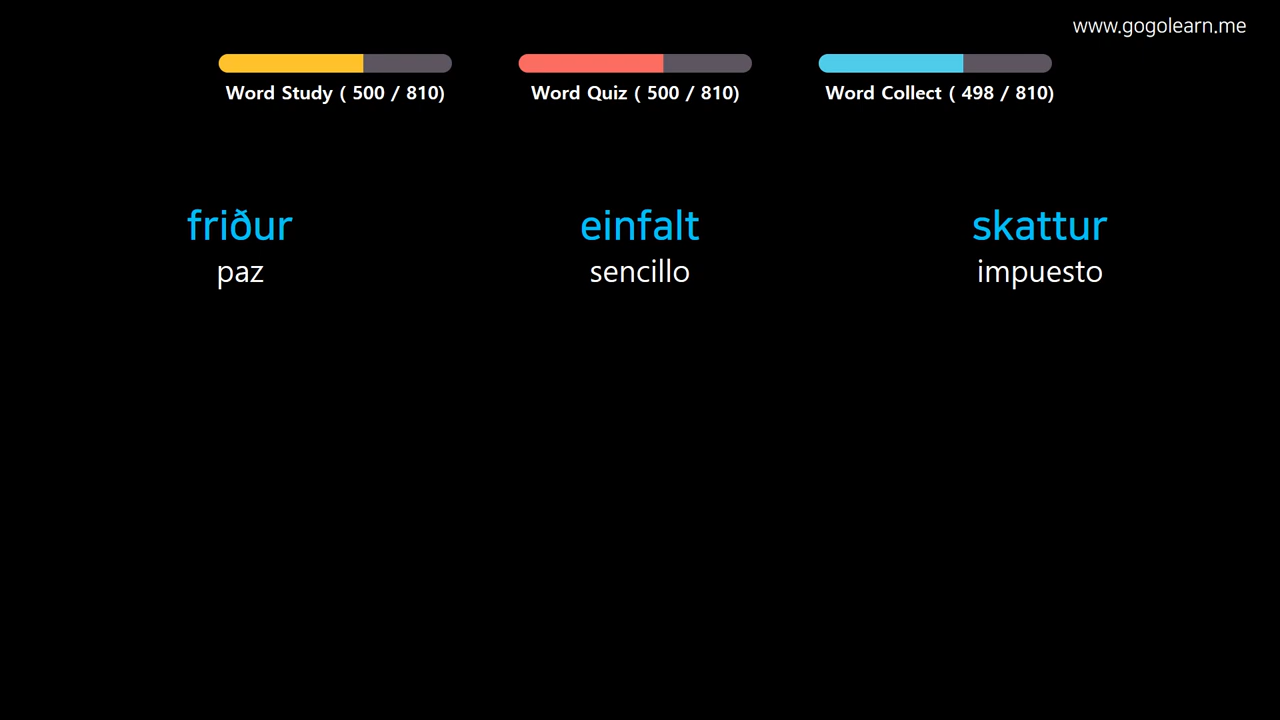 www.gogolearn.me
Word Study ( 500 / 810)
Word Quiz ( 500 / 810)
Word Collect ( 498 / 810)
friður
einfalt
skattur
paz
sencillo
impuesto